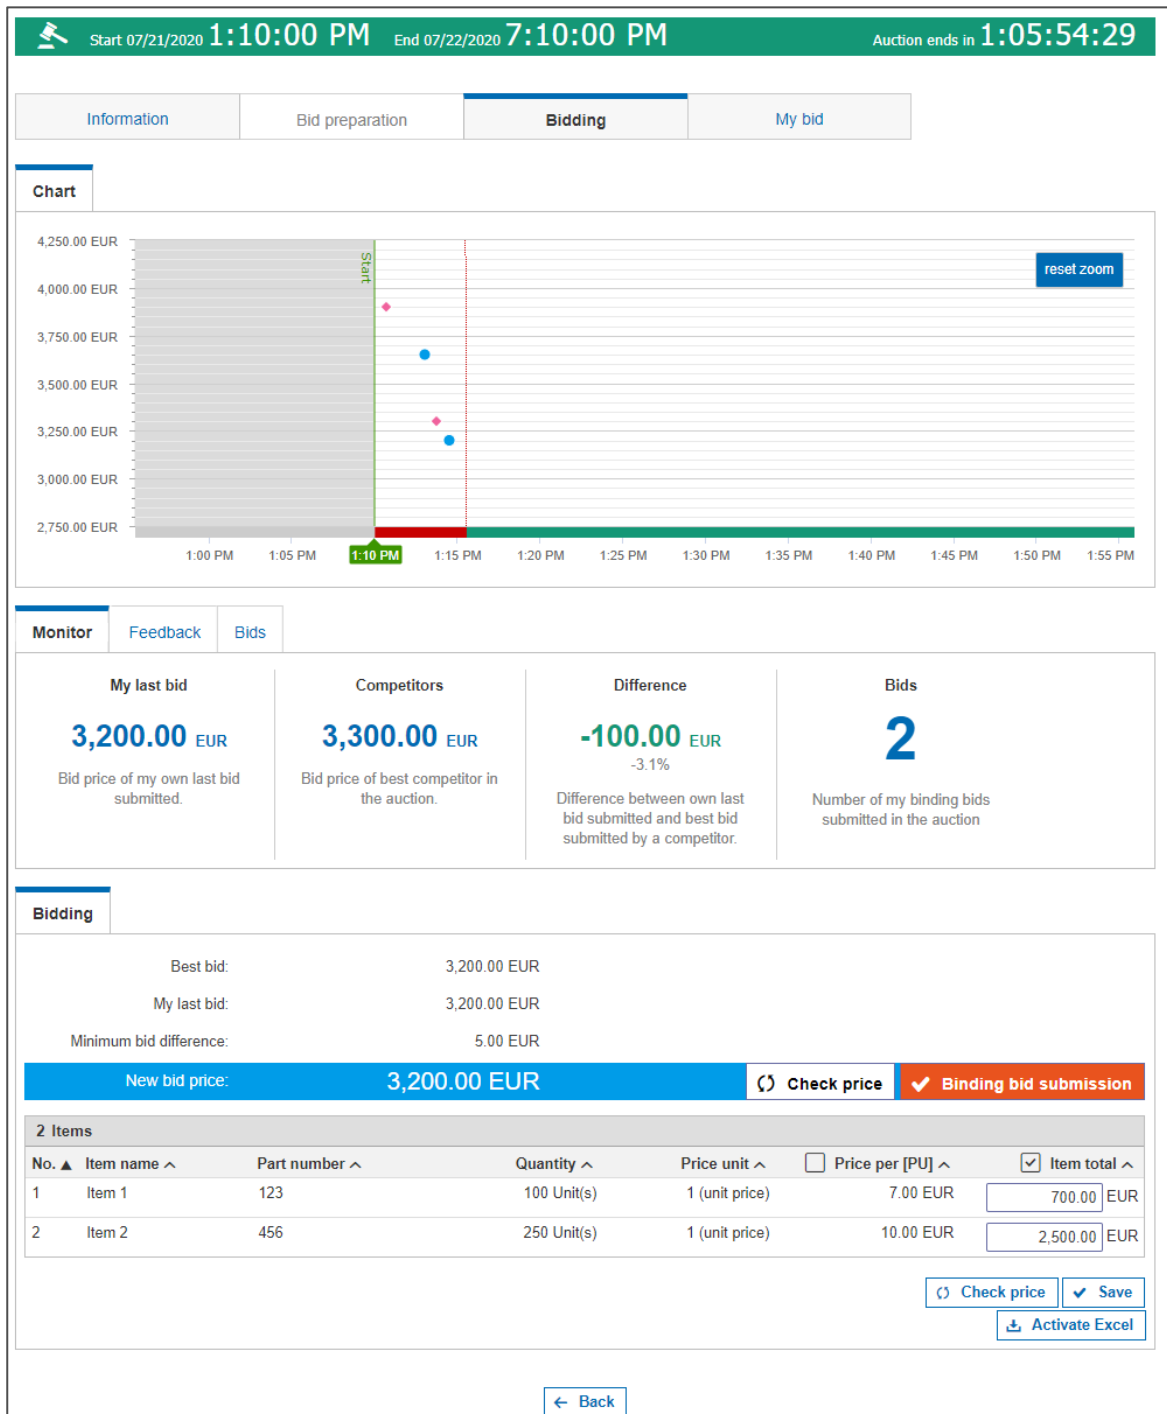 Start 07/21/2020 1:10:00 PM End 07/22/2020 7:10:00 PM Auction ends in 1:05:54:29
Information Bid preparation Bidding My bid
Chart
4,250.00 EUR
Start
reset zoom
4,000.00 EUR
3,750.00 EUR
3,500.00 EUR
3,250.00 EUR
3,000.00 EUR
2,750.00 EUR
1:00 PM 1:05 PM 1:10 PM 1:15 PM 1:20 PM 1:25 PM 1:30 PM 1:35 PM 1:40 PM 1:45 PM 1:50 PM 1:55 PM
Monitor Feedback Bids
My last bid
3,200.00 EUR
Bid price of my own last bid
submitted.
Competitors
3,300.00 EUR
Bid price of best competitor in
the auction.
Difference
-100.00 EUR
-3.1%
Difference between own last
bid submitted and best bid
submitted by a competitor.
Bids
2
Number of my binding bids
submitted in the auction
Bidding
Best bid: 3,200.00 EUR
My last bid: 3,200.00 EUR
Minimum bid difference: 5.00 EUR
New bid price: 3,200.00 EUR Check price Binding bid submission
2 Items
No. Item name Part number Quantity Price unit Price per [PU] Item total
1 Item 1 123 100 Unit(s) 1 (unit price) 7.00 EUR 700.00 EUR
2 Item 2 456 250 Unit(s) 1 (unit price) 10.00 EUR 2,500.00 EUR
Check price Save
Activate Excel
Back